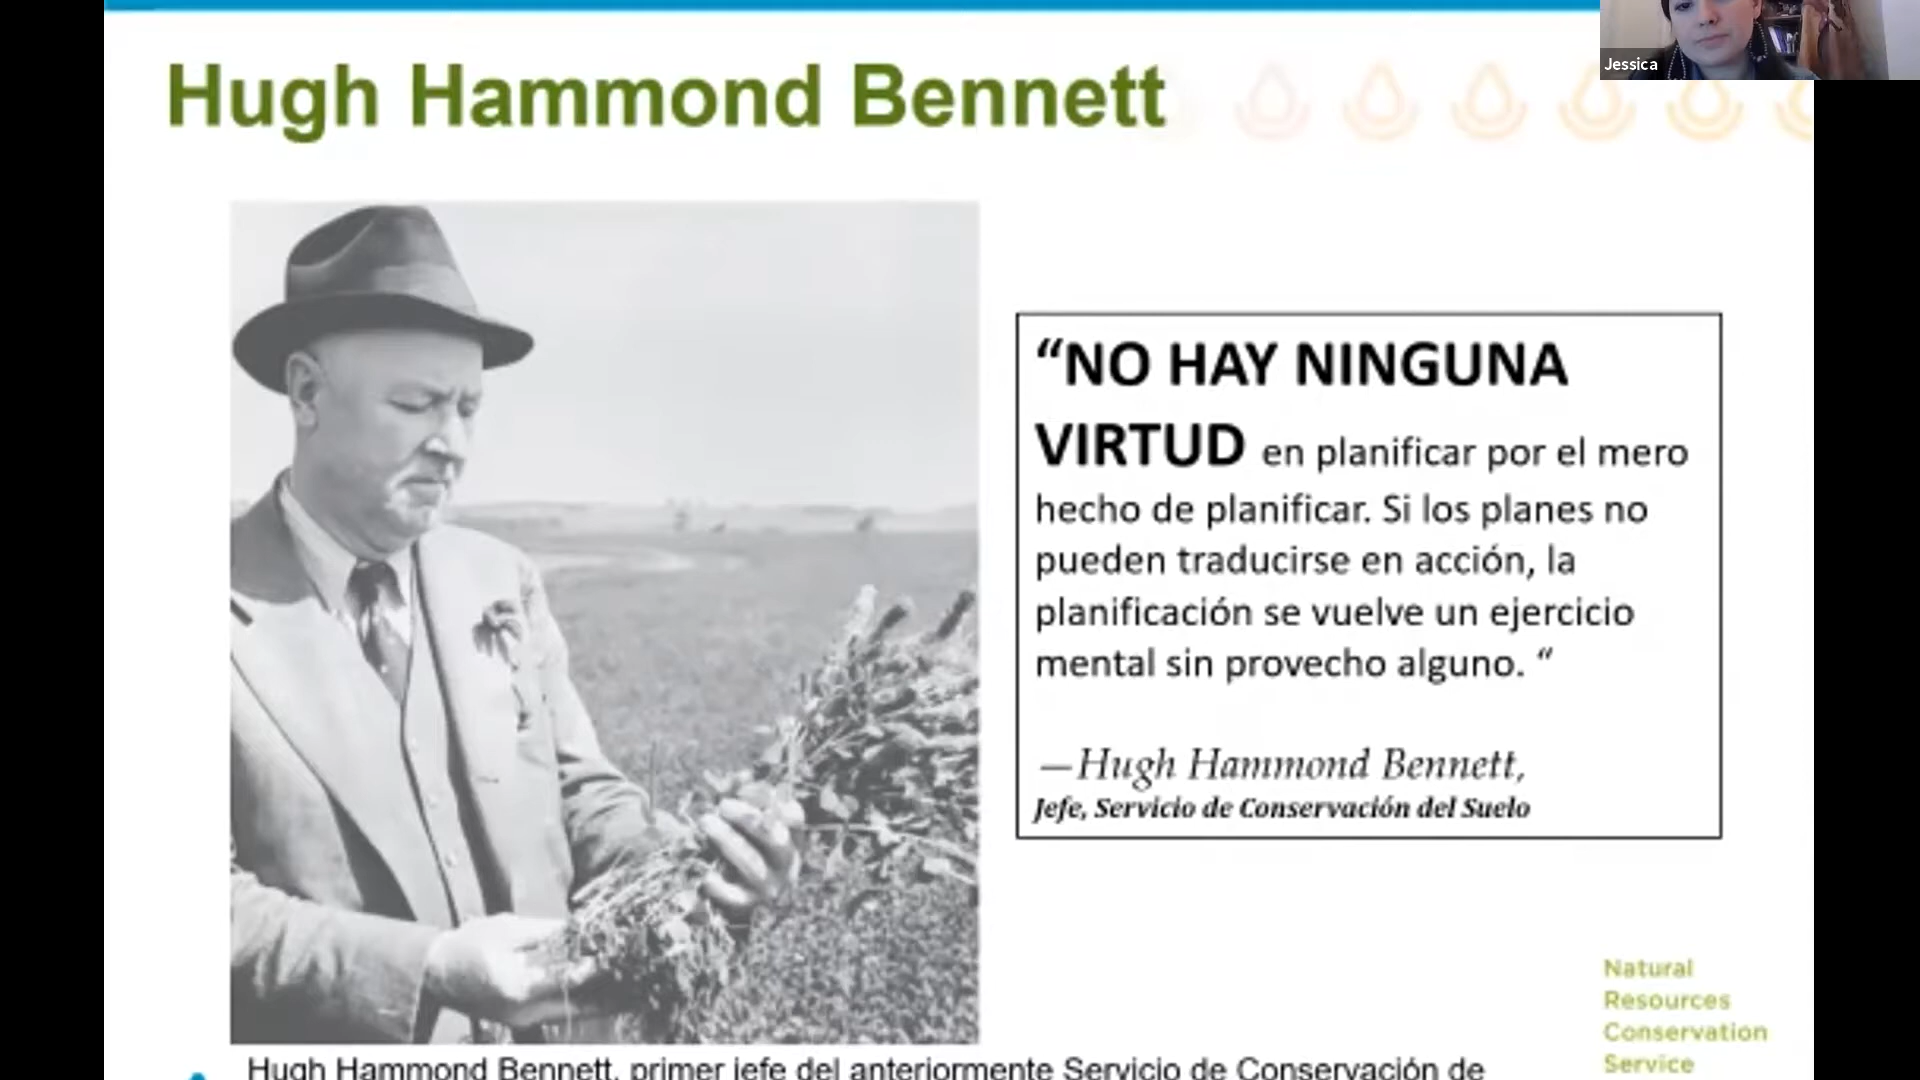 Jessica
Hugh Hammond Bennett
“NO HAY NINGUNA
VIRTUD en planificar por el mero
hecho de planificar. Si los planes no
pueden traducirse en acción, la
planificación se vuelve un ejercicio
mental sin provecho alguno. “
—Hugh Hammond Bennett,
Jefe, Servicio de Conservación del Suelo
Natural
Resources
Conservation
Service
Hugh Hammond Bennett, primer jefe del anteriormente Servicio de Conservación de